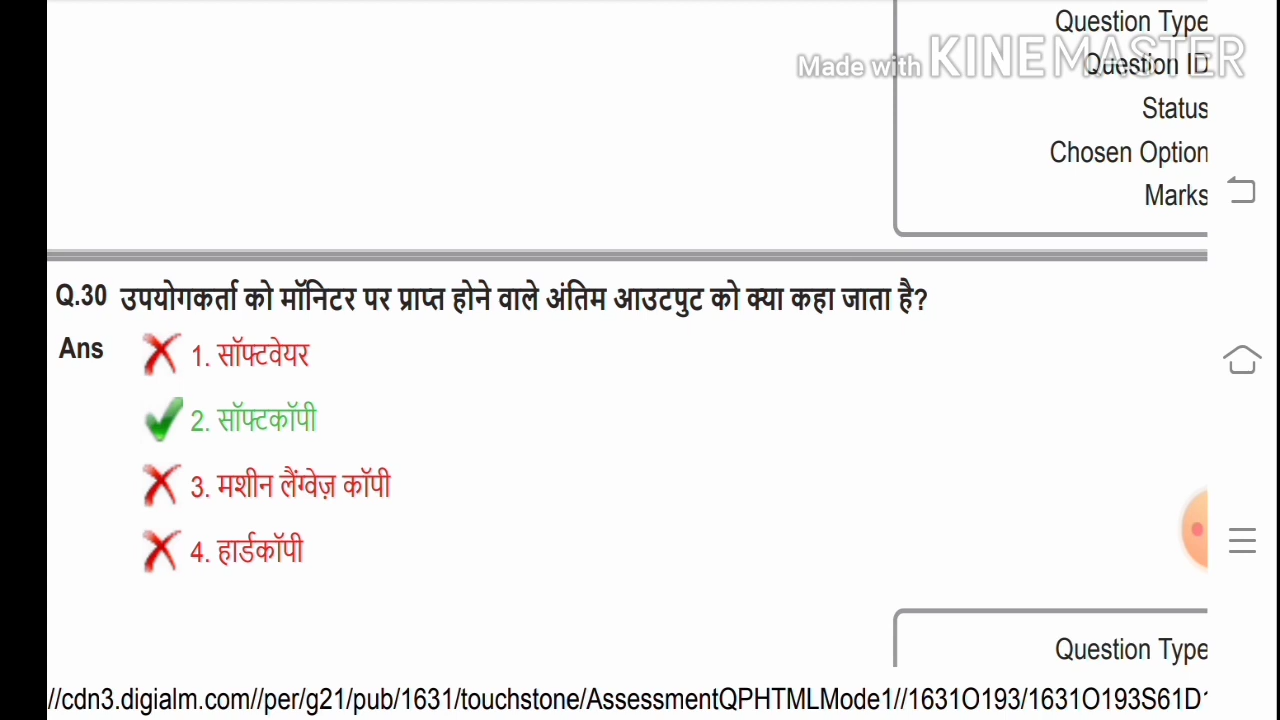 Question Type
Made with KINEMASTER
Question ID
Status
Chosen Option
Marks
Q.30 उपयोगकर्ता को मॉनिटर पर प्राप्त होने वाले अंतिम आउटपुट को क्या कहा जाता है?
Ans 1. सॉफ्टवेयर
2. सॉफ्टकॉपी
3. मशीन लैंग्वेज़ कॉपी
4. हार्डकॉपी
Question Type
//cdn3.digialm.com//per/g21/pub/1631/touchstone/AssessmentQPHTMLMode1//1631O193/1631O193S61D1